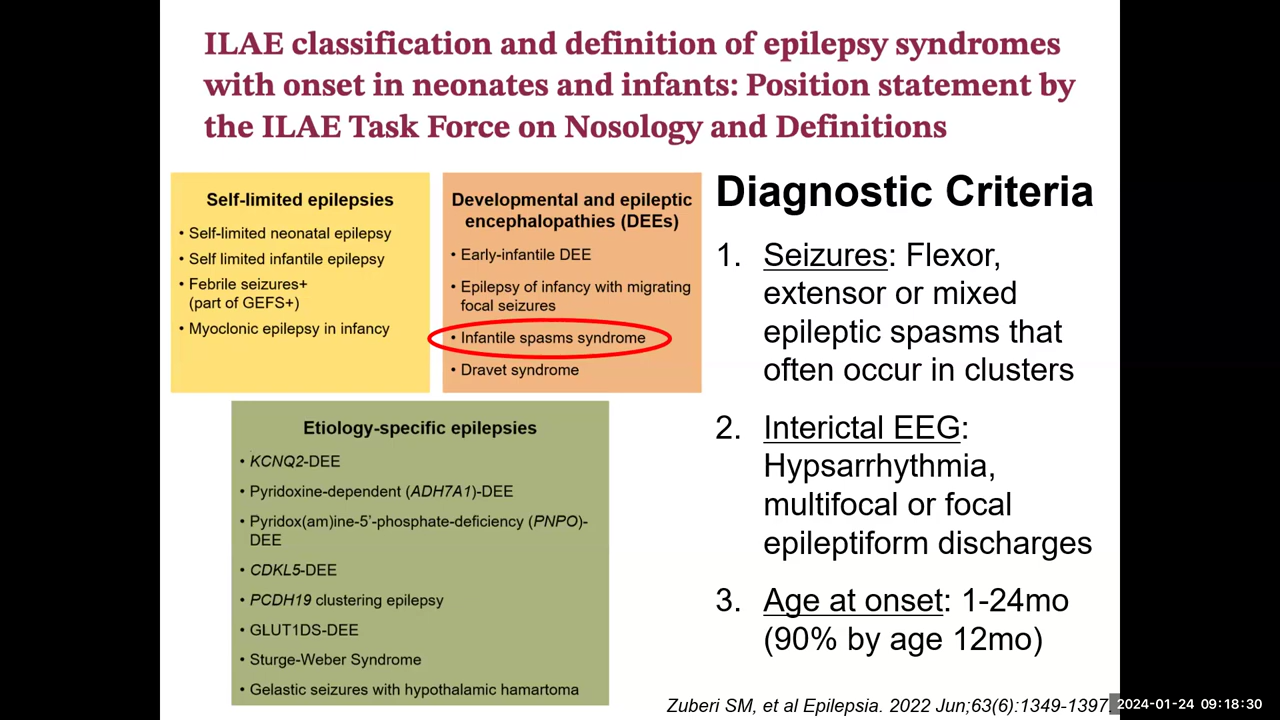 ILAE classification and definition of epilepsy syndromes
with onset in neonates and infants: Position statement by
the ILAE Task Force on Nosology and Definitions
Self-limited epilepsies
• Self-limited neonatal epilepsy
• Self limited infantile epilepsy
• Febrile seizures+
(part of GEFS+)
• Myoclonic epilepsy in infancy
Developmental and epileptic
encephalopathies (DEEs)
• Early-infantile DEE
• Epilepsy of infancy with migrating
focal seizures
• Infantile spasms syndrome
• Dravet syndrome
Etiology-specific epilepsies
• KCNQ2-DEE
• Pyridoxine-dependent (ADH7A1)-DEE
• Pyridox(am)ine-5'-phosphate-deficiency (PNPO)-
DEE
• CDKL5-DEE
• PCDH19 clustering epilepsy
• GLUT1DS-DEE
• Sturge-Weber Syndrome
• Gelastic seizures with hypothalamic hamartoma
Diagnostic Criteria
1. Seizures: Flexor,
extensor or mixed
epileptic spasms that
often occur in clusters
2. Interictal EEG:
Hypsarrhythmia,
multifocal or focal
epileptiform discharges
3. Age at onset: 1-24mo
(90% by age 12mo)
Zuberi SM, et al Epilepsia. 2022 Jun;63(6):1349-1397.
2024-01-24 09:18:30